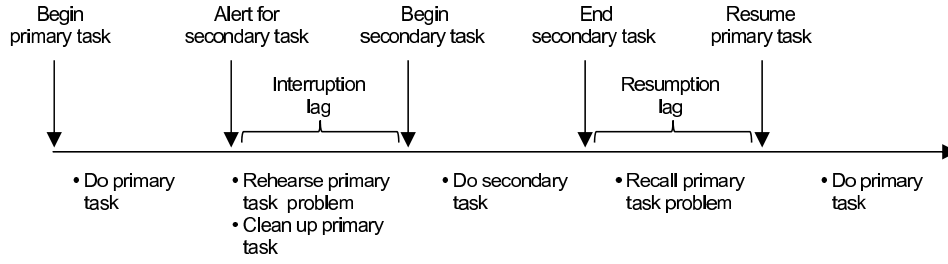 Begin
primary task
Alert for
secondary task
Begin
secondary task
End
secondary task
Resume
primary task
Interruption
lag
Resumption
lag
• Do primary
task
• Rehearse primary
task problem
• Clean up primary
task
• Do secondary
task
• Recall primary
task problem
• Do primary
task